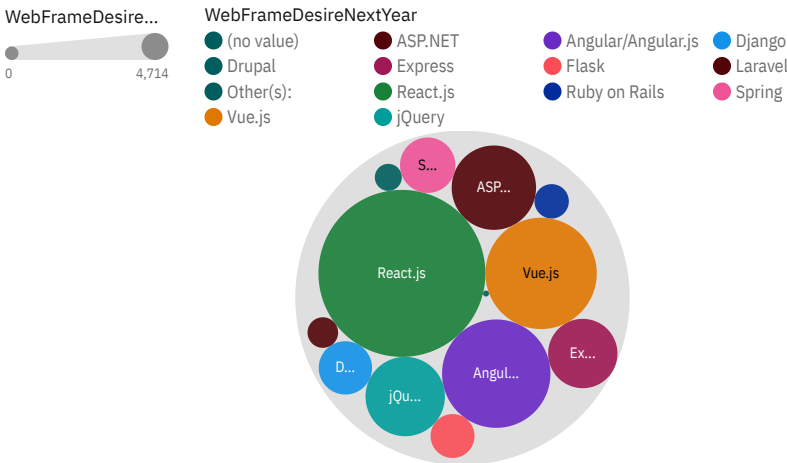 WebFrameDesire...
0 4,714
WebFrameDesireNextYear
(no value) ASP.NET Angular/Angular.js Django
Drupal Express Flask Laravel
Other(s): React.js Ruby on Rails Spring
Vue.js jQuery
S...
ASP...
React.js
Vue.js
Ex...
D...
Angul...
jQu...